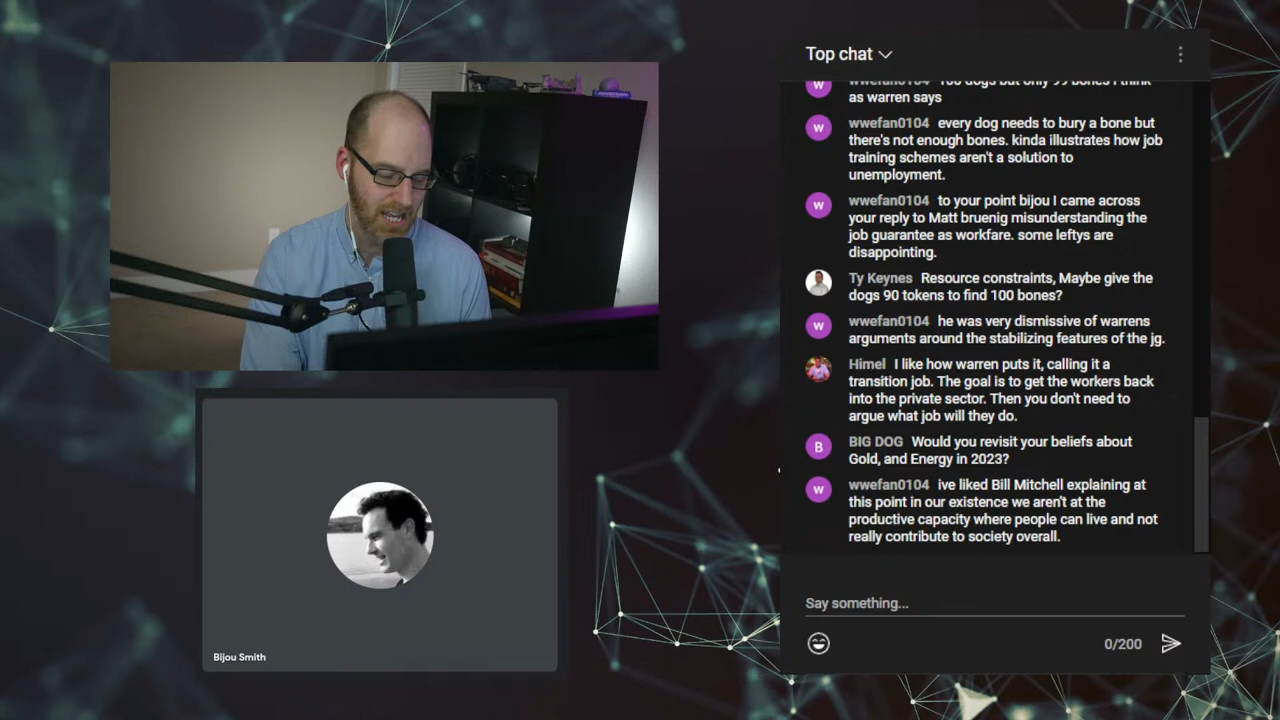 Top chat
wwefan0104 100 dogs but only 99 bones I think
as warren says
wwefan0104 every dog needs to bury a bone but
there's not enough bones. kinda illustrates how job
training schemes aren't a solution to
unemployment.
wwefan0104 to your point bijou I came across
your reply to Matt bruenig misunderstanding the
job guarantee as workfare. some leftys are
disappointing.
Ty Keynes Resource constraints, Maybe give the
dogs 90 tokens to find 100 bones?
wwefan0104 he was very dismissive of warrens
arguments around the stabilizing features of the jg.
Himel I like how warren puts it, calling it a
transition job. The goal is to get the workers back
into the private sector. Then you don't need to
argue what job will they do.
B
BIG DOG Would you revisit your beliefs about
Gold, and Energy in 2023?
wwefan0104 ive liked Bill Mitchell explaining at
this point in our existence we aren't at the
productive capacity where people can live and not
really contribute to society overall.
Say something...
0/200
Bijou Smith